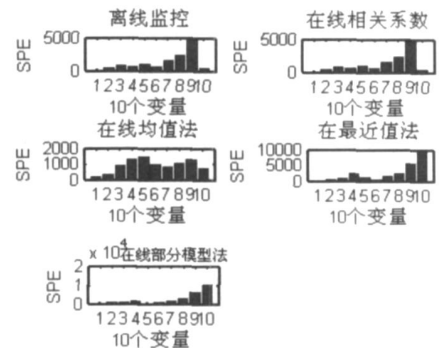 离线监控
5000
0
SPE
12345678910
10个变量
在线相关系数
5000
0
SPE
12345678910
10个变量
在线均值法
2000
1000
0
SPE
12345678910
10个变量
在最近值法
10000
5000
0
SPE
12345678910
10个变量
x 10⁴
在线部分模型法
2
1
0
SPE
12345678910
10个变量